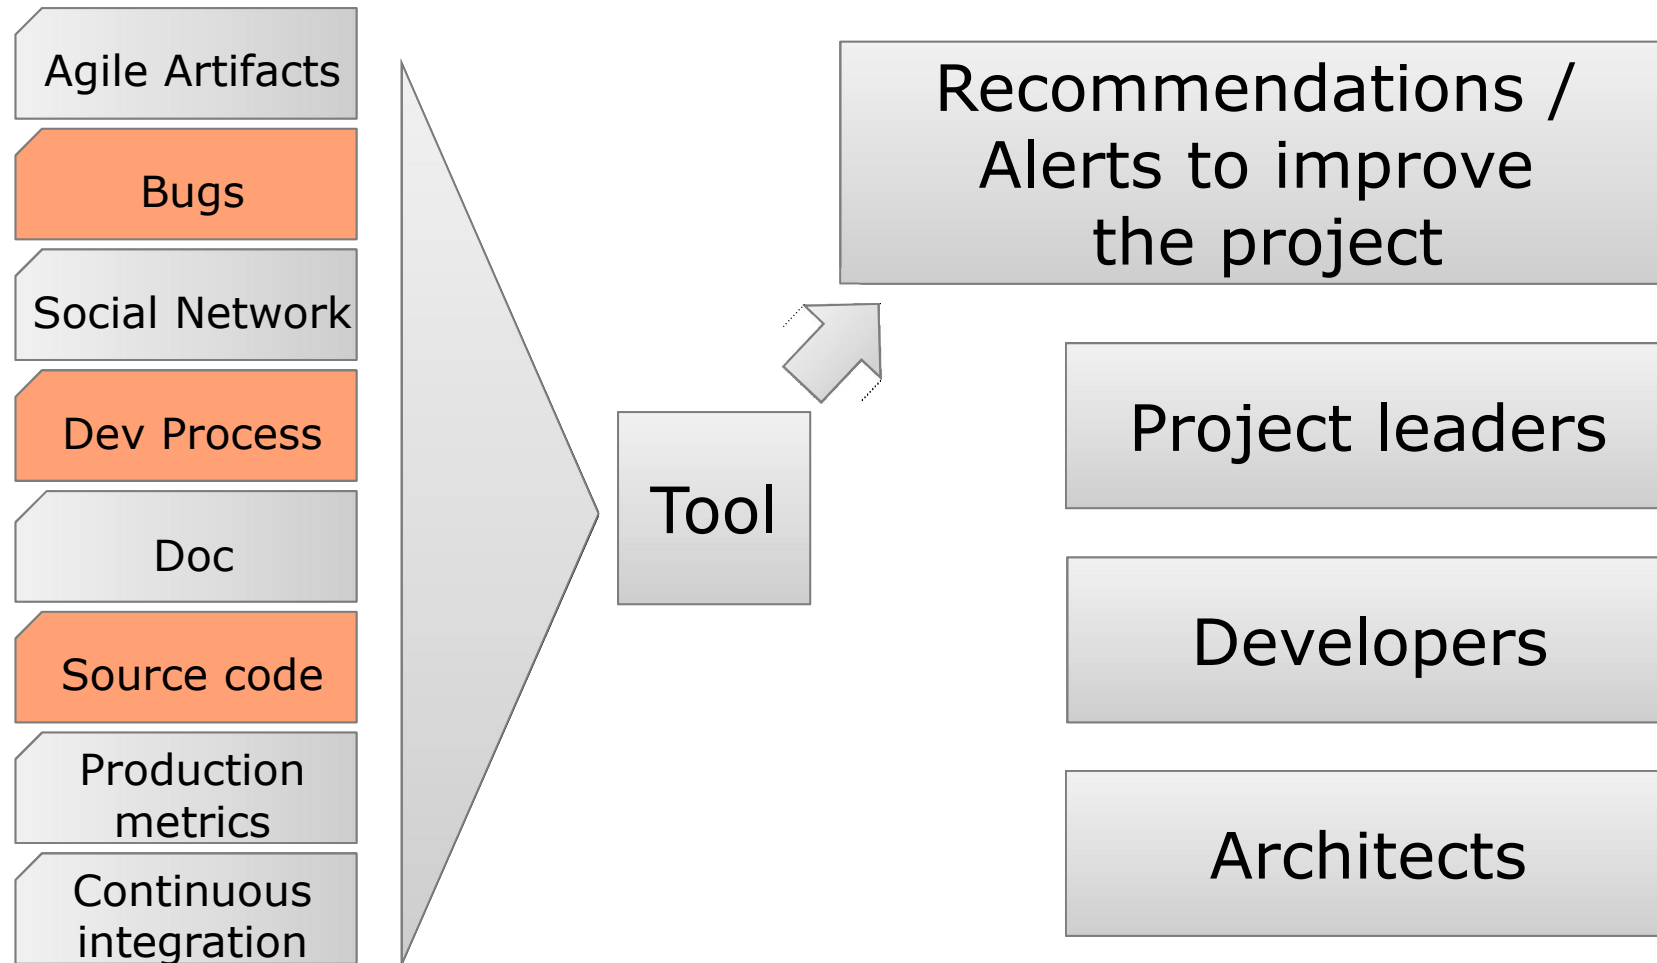 Agile Artifacts
Bugs
Social Network
Dev Process
Doc
Source code
Production
metrics
Continuous
integration
Tool
Recommendations /
Alerts to improve
the project
Project leaders
Developers
Architects